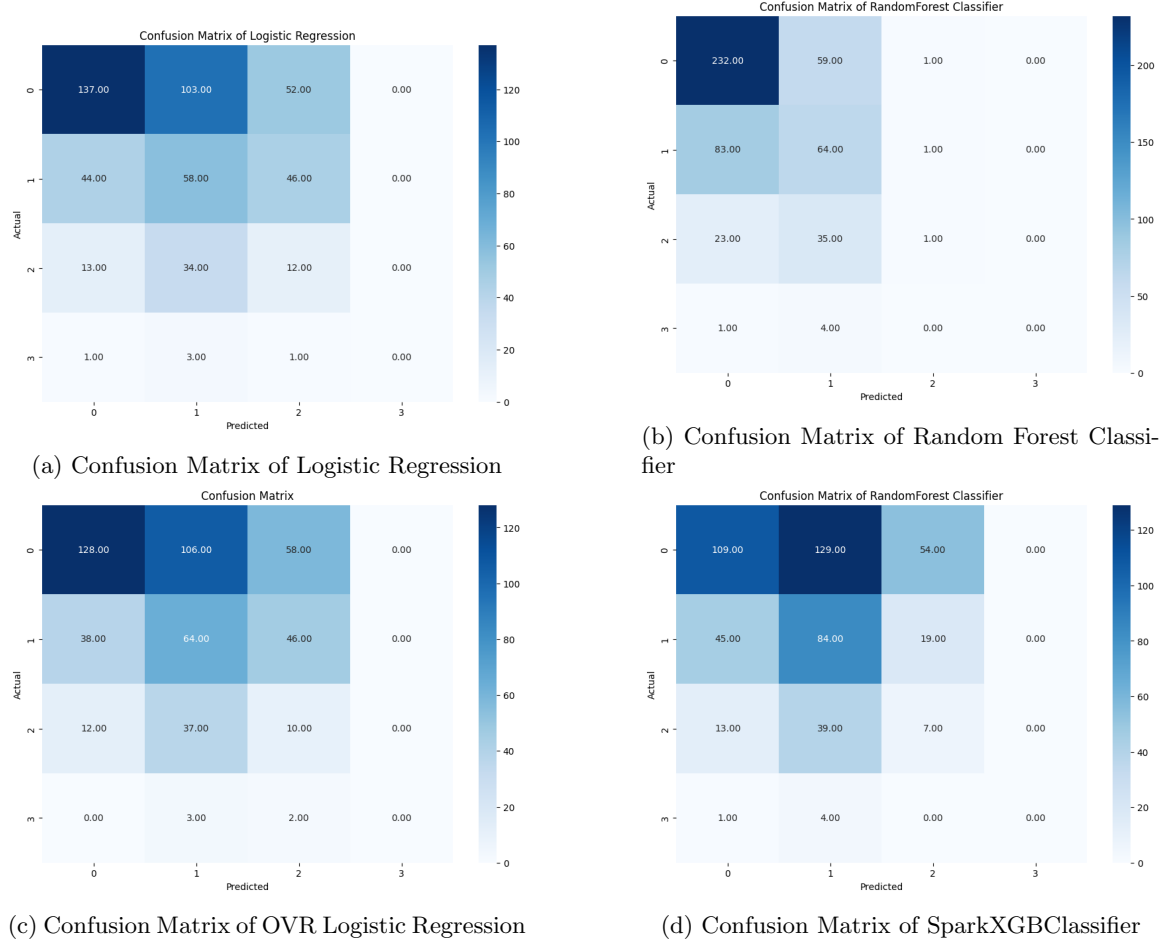 Confusion Matrix of Logistic Regression
0 137.00 103.00 52.00 0.00
1 44.00 58.00 46.00 0.00
2 13.00 34.00 12.00 0.00
3 1.00 3.00 1.00 0.00
0 1 2 3
Actual
Predicted
120
100
80
60
40
20
0
(a) Confusion Matrix of Logistic Regression
Confusion Matrix of RandomForest Classifier
0 232.00 59.00 1.00 0.00
1 83.00 64.00 1.00 0.00
2 23.00 35.00 1.00 0.00
3 1.00 4.00 0.00 0.00
0 1 2 3
Actual
Predicted
200
150
100
50
0
(b) Confusion Matrix of Random Forest Classi-
fier
Confusion Matrix
0 128.00 106.00 58.00 0.00
1 38.00 64.00 46.00 0.00
2 12.00 37.00 10.00 0.00
3 0.00 3.00 2.00 0.00
0 1 2 3
Actual
Predicted
120
100
80
60
40
20
0
(c) Confusion Matrix of OVR Logistic Regression
Confusion Matrix of RandomForest Classifier
0 109.00 129.00 54.00 0.00
1 45.00 84.00 19.00 0.00
2 13.00 39.00 7.00 0.00
3 1.00 4.00 0.00 0.00
0 1 2 3
Actual
Predicted
120
100
80
60
40
20
0
(d) Confusion Matrix of SparkXGBClassifier